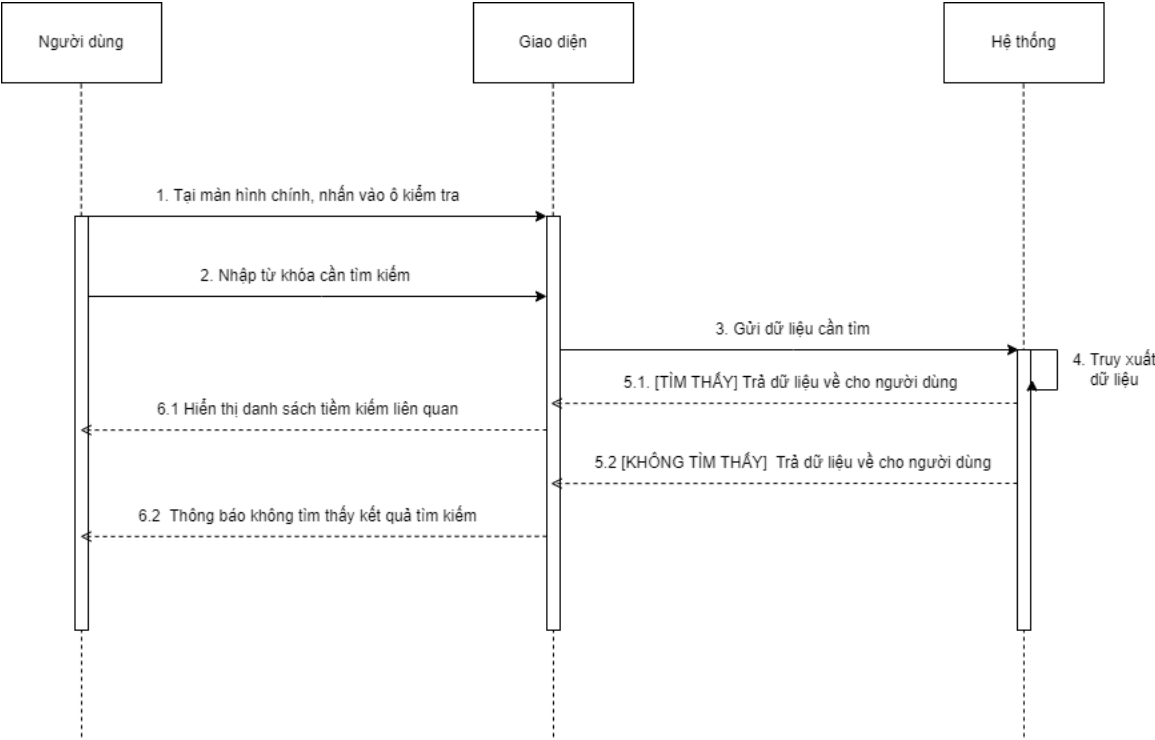 Người dùng
Giao diện
Hệ thống
1. Tại màn hình chính, nhấn vào ô kiểm tra
2. Nhập từ khóa cần tìm kiếm
3. Gửi dữ liệu cần tìm
4. Truy xuất
dữ liệu
5.1. [TÌM THẤY] Trả dữ liệu về cho người dùng
6.1 Hiển thị danh sách tiềm kiếm liên quan
5.2 [KHÔNG TÌM THẤY] Trả dữ liệu về cho người dùng
6.2 Thông báo không tìm thấy kết quả tìm kiếm